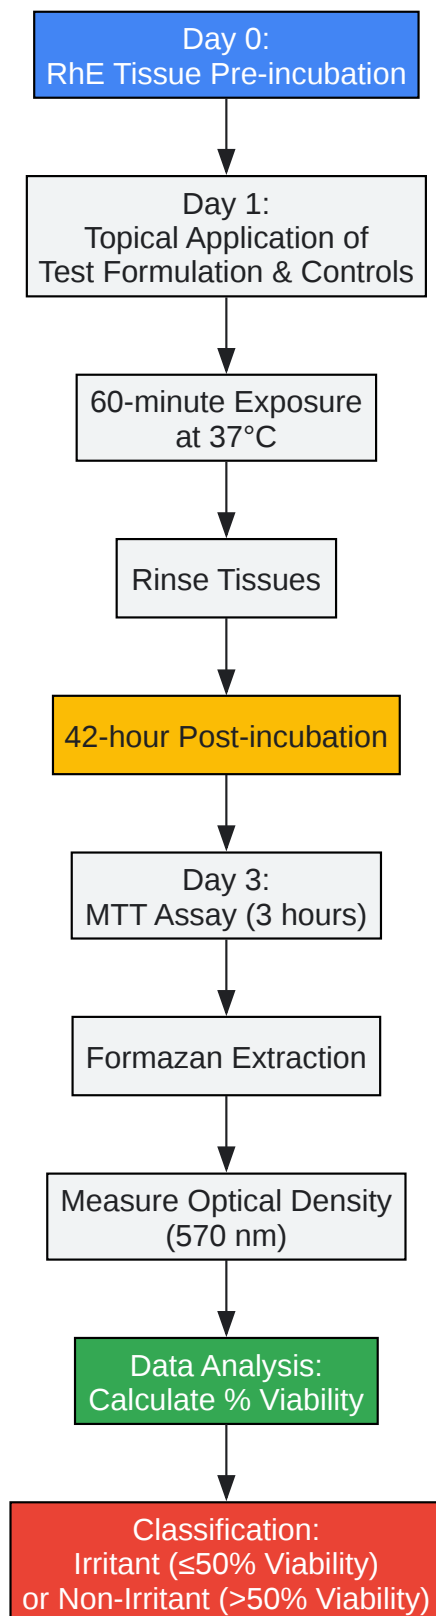 Day 0:
RhE Tissue Pre-incubation
Day 1:
Topical Application of
Test Formulation & Controls
60-minute Exposure
at 37°C
Rinse Tissues
42-hour Post-incubation
Day 3:
MTT Assay (3 hours)
Formazan Extraction
Measure Optical Density
(570 nm)
Data Analysis:
Calculate % Viability
Classification:
Irritant (≤50% Viability)
or Non-Irritant (>50% Viability)